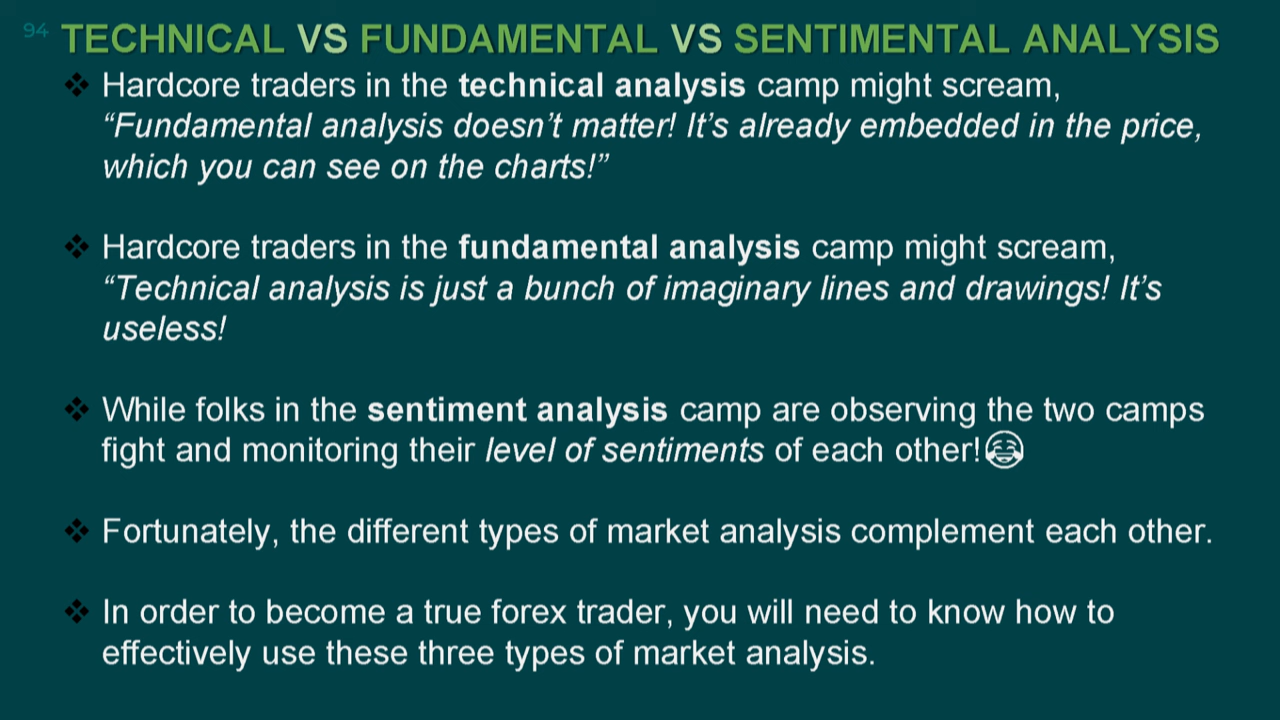 94
TECHNICAL VS FUNDAMENTAL VS SENTIMENTAL ANALYSIS
❖ Hardcore traders in the technical analysis camp might scream,
“Fundamental analysis doesn’t matter! It’s already embedded in the price,
which you can see on the charts!”
❖ Hardcore traders in the fundamental analysis camp might scream,
“Technical analysis is just a bunch of imaginary lines and drawings! It’s
useless!
❖ While folks in the sentiment analysis camp are observing the two camps
fight and monitoring their level of sentiments of each other!😂
❖ Fortunately, the different types of market analysis complement each other.
❖ In order to become a true forex trader, you will need to know how to
effectively use these three types of market analysis.